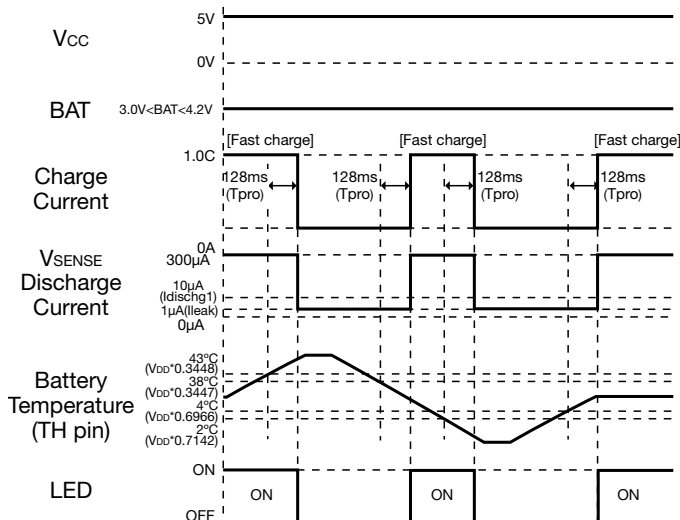 VCC
5V
0V
BAT
3.0V<BAT<4.2V
[Fast charge]
[Fast charge]
[Fast charge]
Charge
Current
1.0C
128ms
(Tpro)
128ms
(Tpro)
128ms
(Tpro)
128ms
(Tpro)
0A
VSENSE
Discharge
Current
300μA
10μA
(Idischg1)
1μA(Ileak)
0μA
Battery
Temperature
(TH pin)
43°C
(VDD*0.3448)
38°C
(VDD*0.3447)
4°C
(VDD*0.6966)
2°C
(VDD*0.7142)
LED
ON
OFF
ON
ON
ON